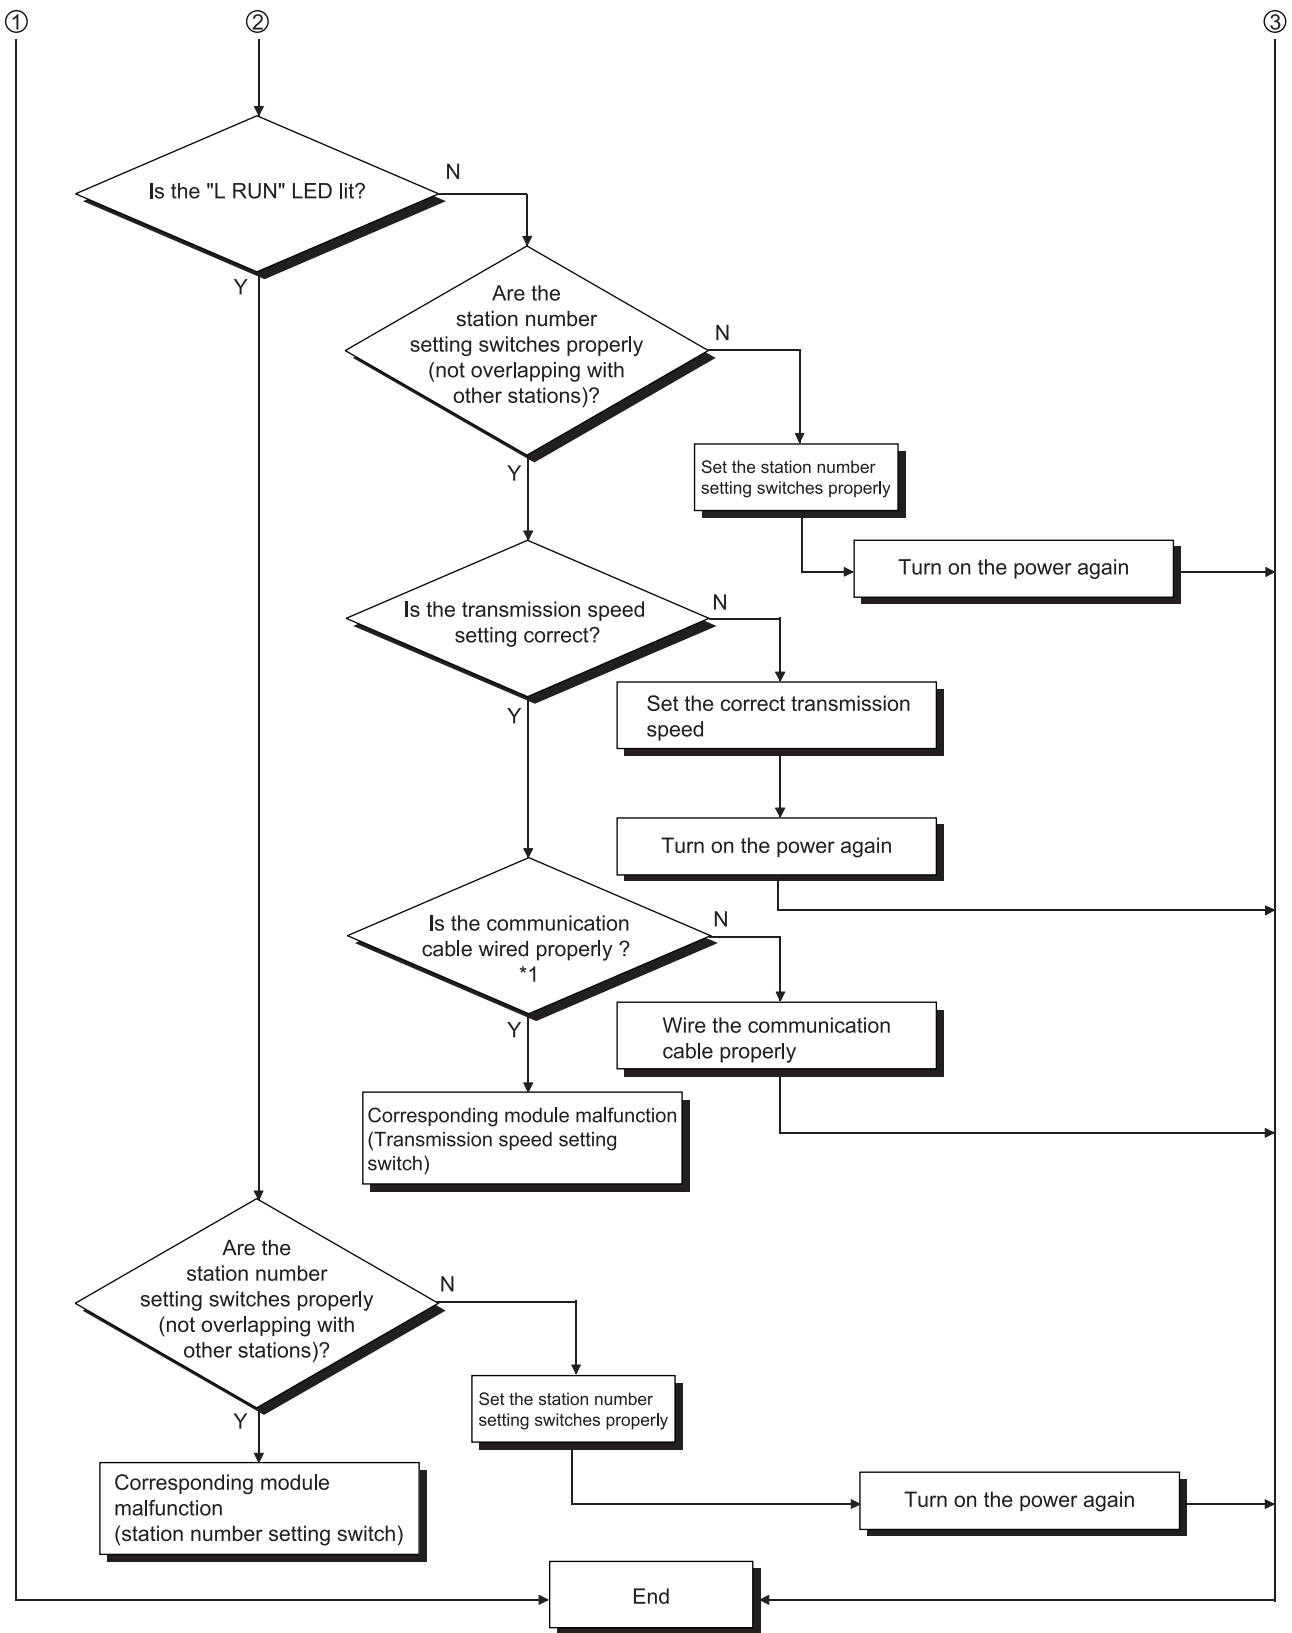 ① ② ③
Is the "L RUN" LED lit?
N
Y
Are the
station number
setting switches properly
(not overlapping with
other stations)?
N
Y
Set the station number
setting switches properly
Turn on the power again
Is the transmission speed
setting correct?
N
Y
Set the correct transmission
speed
Turn on the power again
Is the communication
cable wired properly ?
*1
N
Y
Wire the communication
cable properly
Corresponding module malfunction
(Transmission speed setting
switch)
Are the
station number
setting switches properly
(not overlapping with
other stations)?
N
Y
Set the station number
setting switches properly
Corresponding module
malfunction
(station number setting switch)
Turn on the power again
End